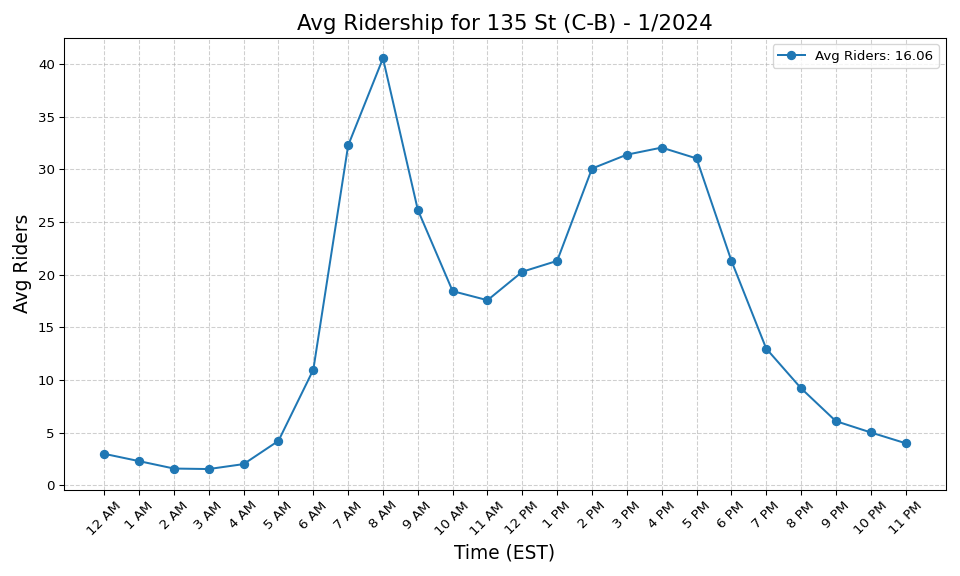 Avg Ridership for 135 St (C-B) - 1/2024
Avg Riders: 16.06
Avg Riders
40
35
30
25
20
15
10
5
0
12 AM
1 AM
2 AM
3 AM
4 AM
5 AM
6 AM
7 AM
8 AM
9 AM
10 AM
11 AM
12 PM
1 PM
2 PM
3 PM
4 PM
5 PM
6 PM
7 PM
8 PM
9 PM
10 PM
11 PM
Time (EST)